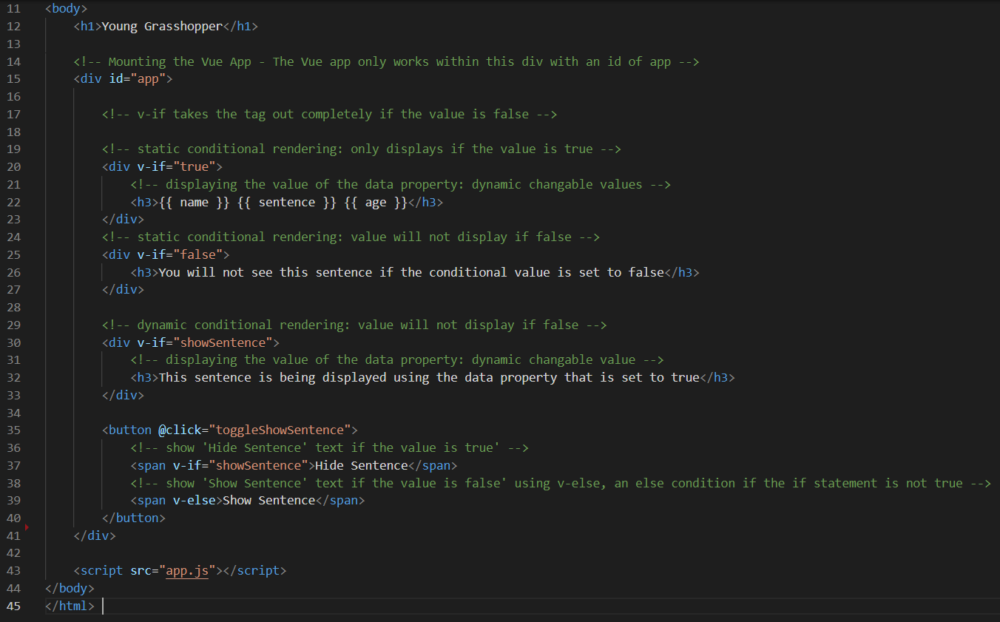 11 <body>
12     <h1>Young Grasshopper</h1>
13
14     <!-- Mounting the Vue App - The Vue app only works within this div with an id of app -->
15     <div id="app">
16
17         <!-- v-if takes the tag out completely if the value is false -->
18
19         <!-- static conditional rendering: only displays if the value is true -->
20         <div v-if="true">
21             <!-- displaying the value of the data property: dynamic changable values -->
22             <h3>{{ name }} {{ sentence }} {{ age }}</h3>
23         </div>
24         <!-- static conditional rendering: value will not display if false -->
25         <div v-if="false">
26             <h3>You will not see this sentence if the conditional value is set to false</h3>
27         </div>
28
29         <!-- dynamic conditional rendering: value will not display if false -->
30         <div v-if="showSentence">
31             <!-- displaying the value of the data property: dynamic changable value -->
32             <h3>This sentence is being displayed using the data property that is set to true</h3>
33         </div>
34
35         <button @click="toggleShowSentence">
36             <!-- show 'Hide Sentence' text if the value is true' -->
37             <span v-if="showSentence">Hide Sentence</span>
38             <!-- show 'Show Sentence' text if the value is false' using v-else, an else condition if the if statement is not true -->
39             <span v-else>Show Sentence</span>
40         </button>
41     </div>
42
43     <script src="app.js"></script>
44 </body>
45 </html>